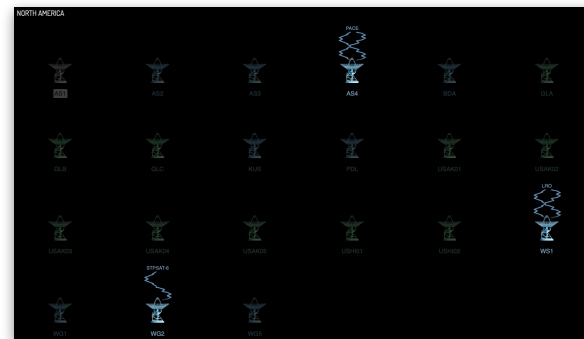 NORTH AMERICA
PACE
AS1 AS2 AS3 AS4 BDA GLA
GLB GLC KUS PDL USAK01 USAK02
LRO
USAK03 USAK04 USAK05 USHI01 USHI02 WS1
STPSAT-6
WG1 WG2 WG5